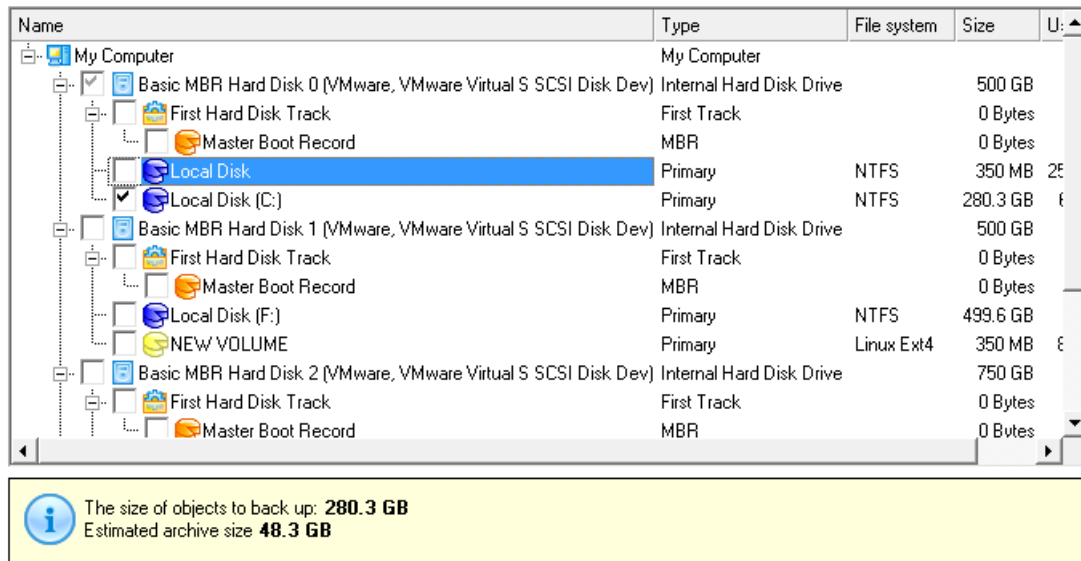 Name Type File system Size
My Computer My Computer
Basic MBR Hard Disk 0 (VMware, VMware Virtual S SCSI Disk Dev) Internal Hard Disk Drive 500 GB
First Hard Disk Track First Track 0 Bytes
Master Boot Record MBR 0 Bytes
Local Disk Primary NTFS 350 MB 25
Local Disk (C:) Primary NTFS 280.3 GB
Basic MBR Hard Disk 1 (VMware, VMware Virtual S SCSI Disk Dev) Internal Hard Disk Drive 500 GB
First Hard Disk Track First Track 0 Bytes
Master Boot Record MBR 0 Bytes
Local Disk (F:) Primary NTFS 499.6 GB
NEW VOLUME Primary Linux Ext4 350 MB
Basic MBR Hard Disk 2 (VMware, VMware Virtual S SCSI Disk Dev) Internal Hard Disk Drive 750 GB
First Hard Disk Track First Track 0 Bytes
Master Boot Record MBR 0 Bytes
The size of objects to back up: 280.3 GB
Estimated archive size 48.3 GB